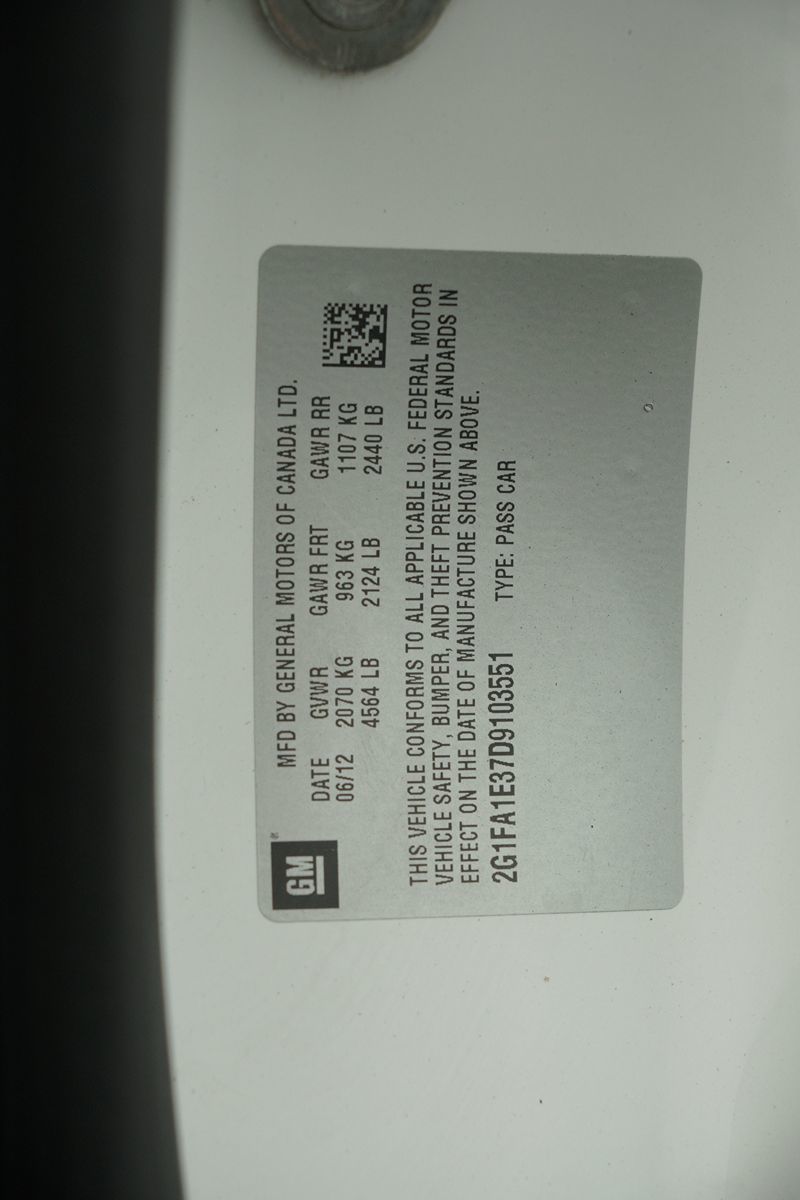 GM®
MFD BY GENERAL MOTORS OF CANADA LTD.
DATE GVWR GAWR FRT GAWR RR
06/12 2070 KG 963 KG 1107 KG
4564 LB 2124 LB 2440 LB
THIS VEHICLE CONFORMS TO ALL APPLICABLE U.S. FEDERAL MOTOR
VEHICLE SAFETY, BUMPER, AND THEFT PREVENTION STANDARDS IN
EFFECT ON THE DATE OF MANUFACTURE SHOWN ABOVE.
2G1FA1E37D9103551 TYPE: PASS CAR